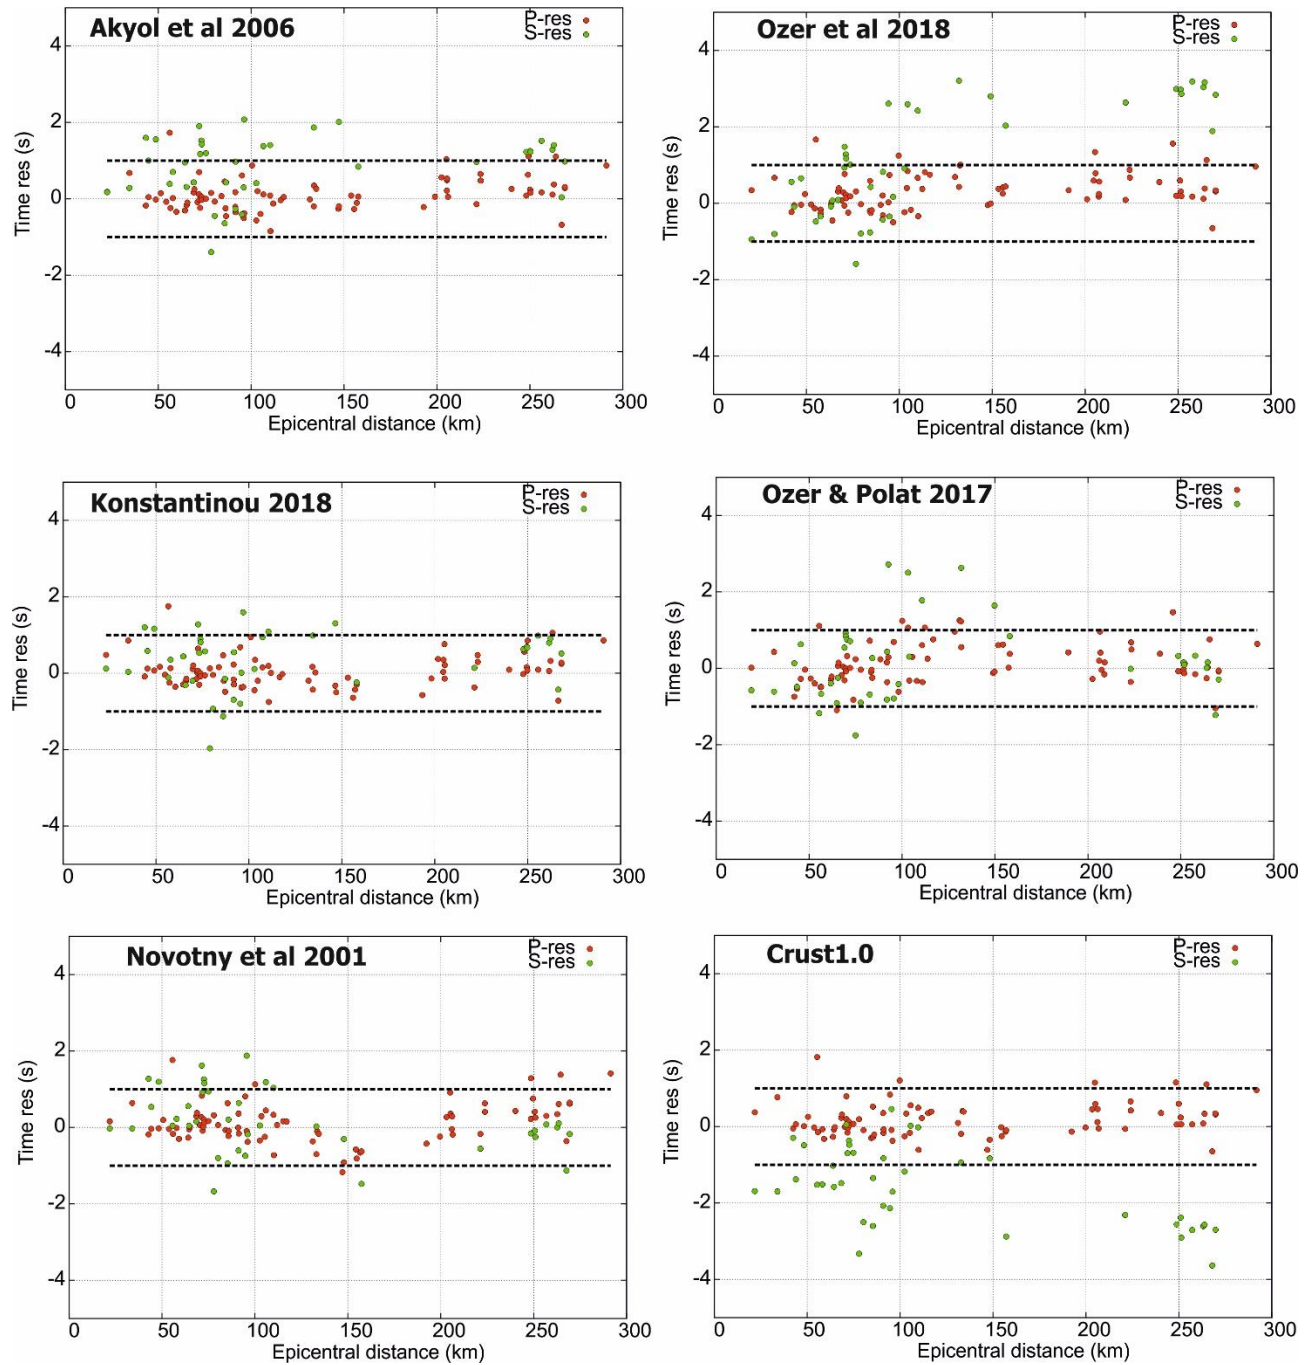 Akyol et al 2006
P-res
S-res
4
2
0
-2
-4
Time res (s)
0 50 100 150 200 250 300
Epicentral distance (km)
Ozer et al 2018
P-res
S-res
4
2
0
-2
-4
Time res (s)
0 50 100 150 200 250 300
Epicentral distance (km)
Konstantinou 2018
P-res
S-res
4
2
0
-2
-4
Time res (s)
0 50 100 150 200 250 300
Epicentral distance (km)
Ozer & Polat 2017
P-res
S-res
4
2
0
-2
-4
Time res (s)
0 50 100 150 200 250 300
Epicentral distance (km)
Novotny et al 2001
P-res
S-res
4
2
0
-2
-4
Time res (s)
0 50 100 150 200 250 300
Epicentral distance (km)
Crust1.0
P-res
S-res
4
2
0
-2
-4
Time res (s)
0 50 100 150 200 250 300
Epicentral distance (km)